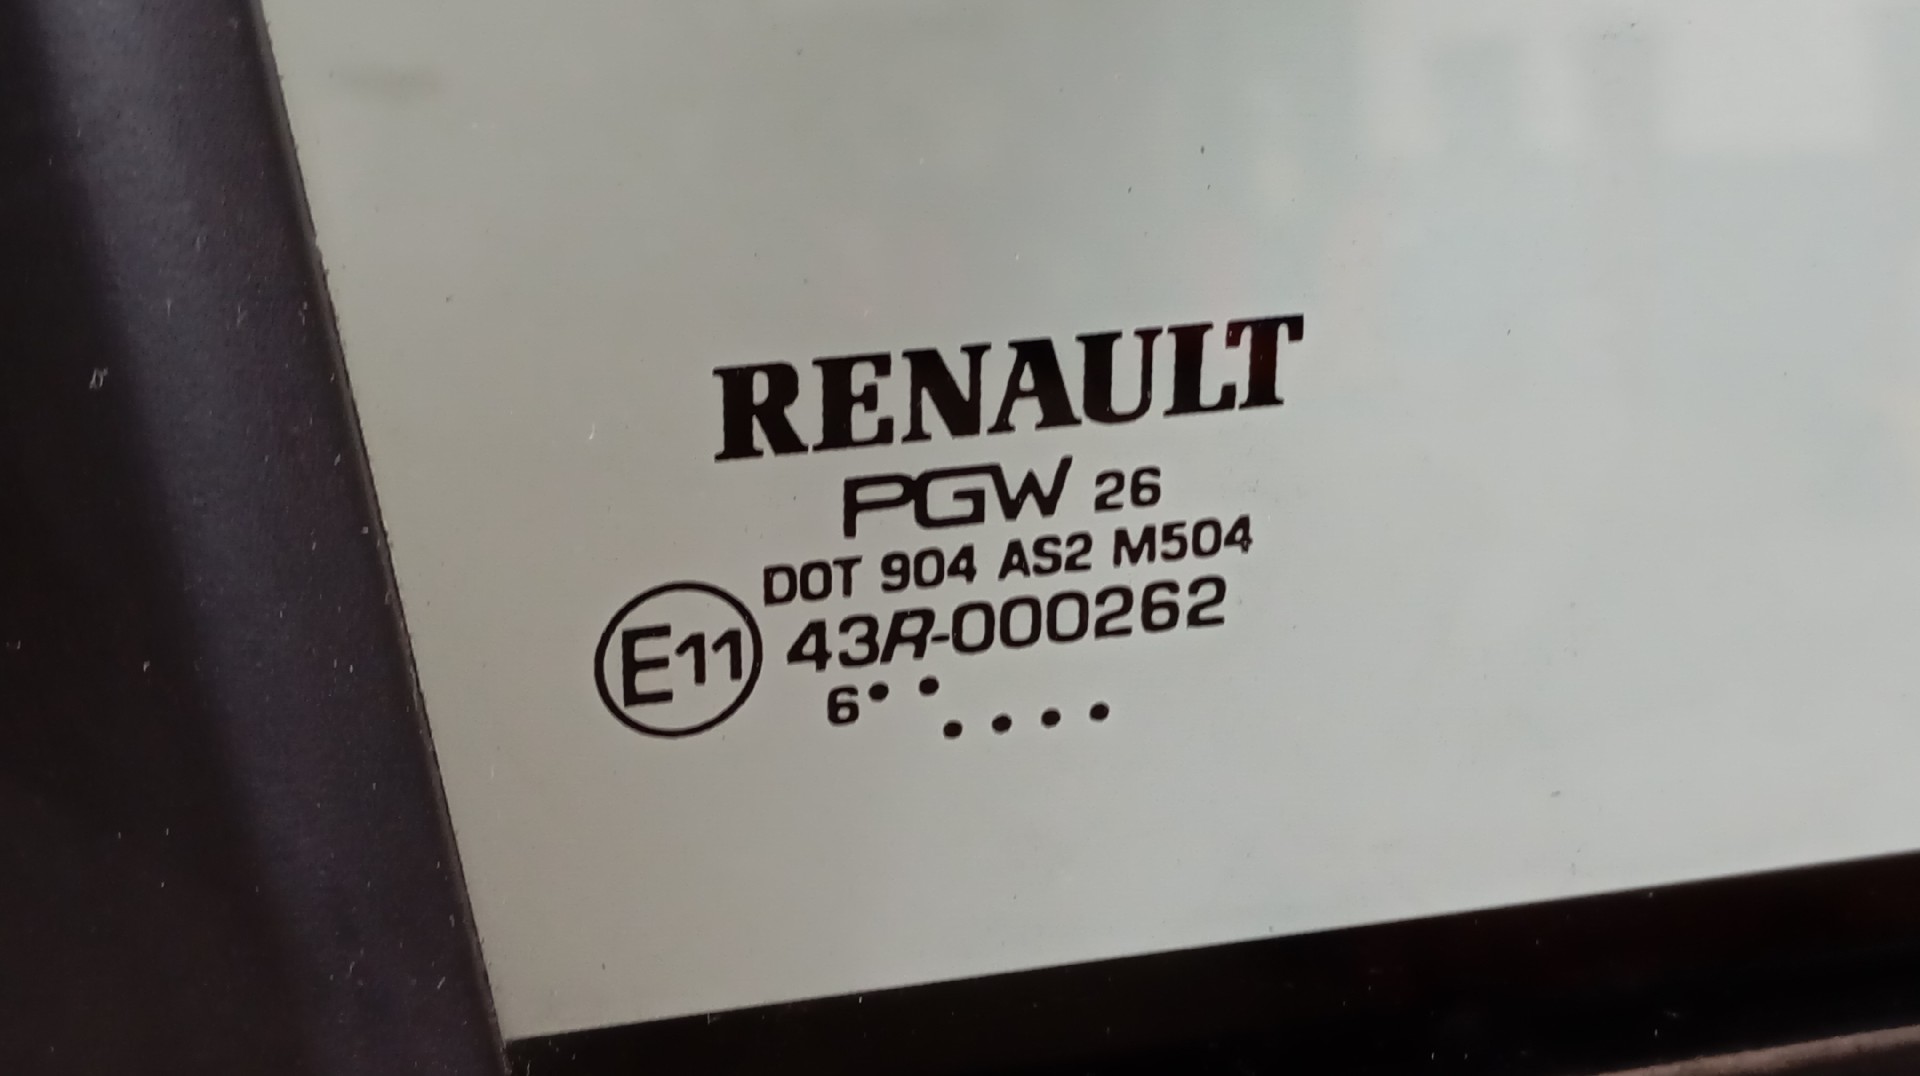 RENAULT
PGW 26
DOT 904 AS2 M504
E11 43R-000262
6•• ••••